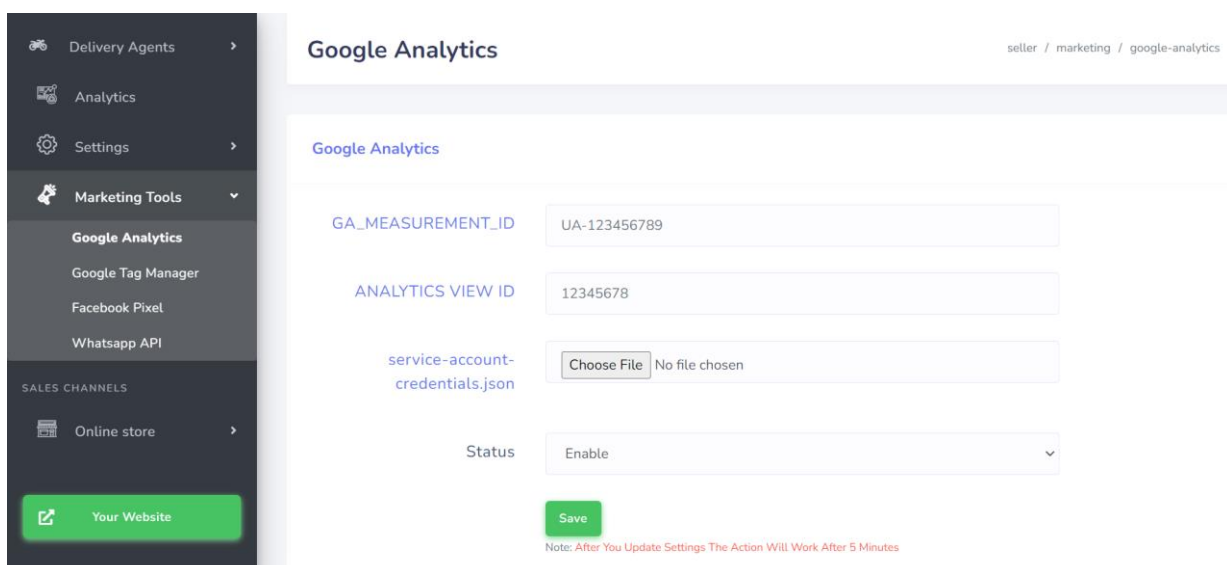 Delivery Agents
Analytics
Settings
Marketing Tools
Google Analytics
Google Tag Manager
Facebook Pixel
Whatsapp API
SALES CHANNELS
Online store
Your Website
Google Analytics
seller / marketing / google-analytics
Google Analytics
GA_MEASUREMENT_ID
UA-123456789
ANALYTICS VIEW ID
12345678
service-account-
credentials.json
Choose File No file chosen
Status
Enable
Save
Note: After You Update Settings The Action Will Work After 5 Minutes